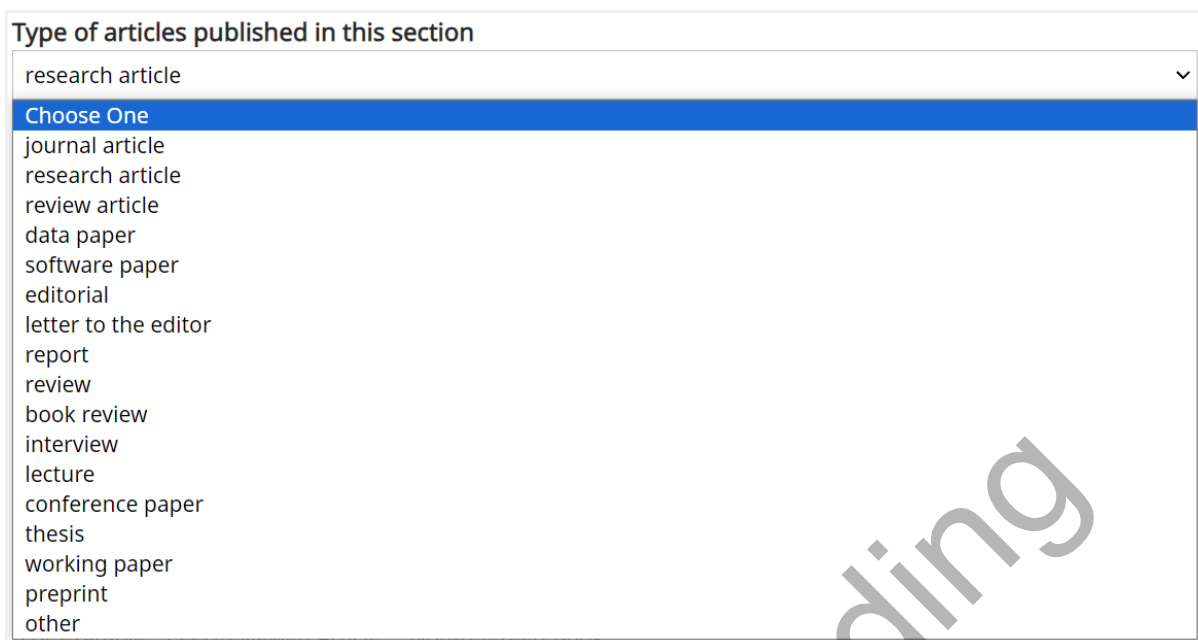 Type of articles published in this section
research article
Choose One
journal article
research article
review article
data paper
software paper
editorial
letter to the editor
report
review
book review
interview
lecture
conference paper
thesis
working paper
preprint
other